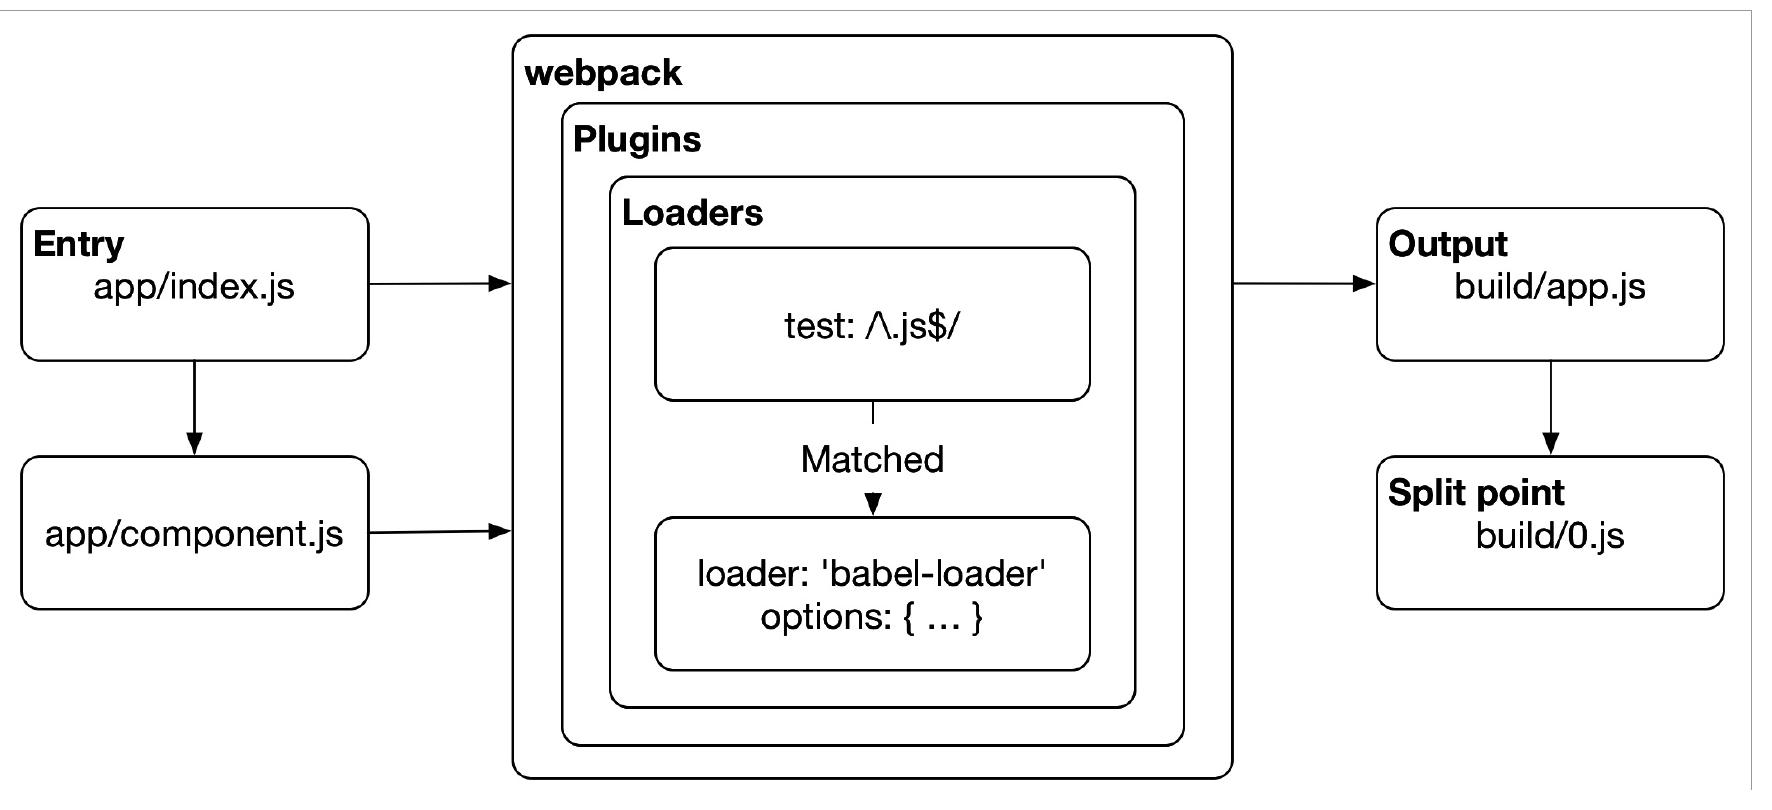 webpack
Plugins
Loaders
Entry
app/index.js
app/component.js
test: /\.js$/
Matched
loader: 'babel-loader'
options: { ... }
Output
build/app.js
Split point
build/0.js